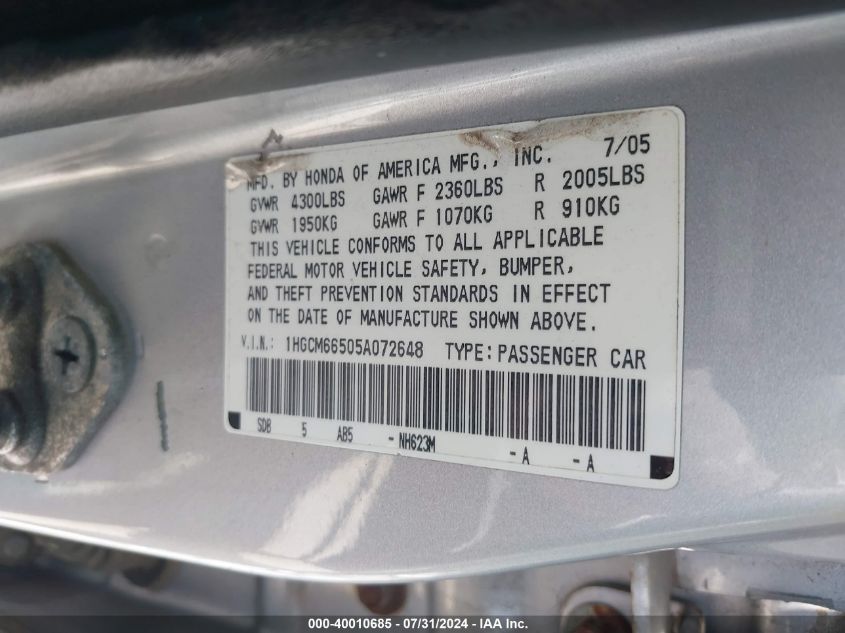 MFD. BY HONDA OF AMERICA MFG., INC. 7/05
GVWR 4300LBS GAWR F 2360LBS R 2005LBS
GVWR 1950KG GAWR F 1070KG R 910KG
THIS VEHICLE CONFORMS TO ALL APPLICABLE
FEDERAL MOTOR VEHICLE SAFETY, BUMPER,
AND THEFT PREVENTION STANDARDS IN EFFECT
ON THE DATE OF MANUFACTURE SHOWN ABOVE.
V.I.N.: 1HGCM66505A072648 TYPE:PASSENGER CAR
SDB 5 AB5 -NH623M -A -A
000-40010685 - 07/31/2024 - IAAI Inc.